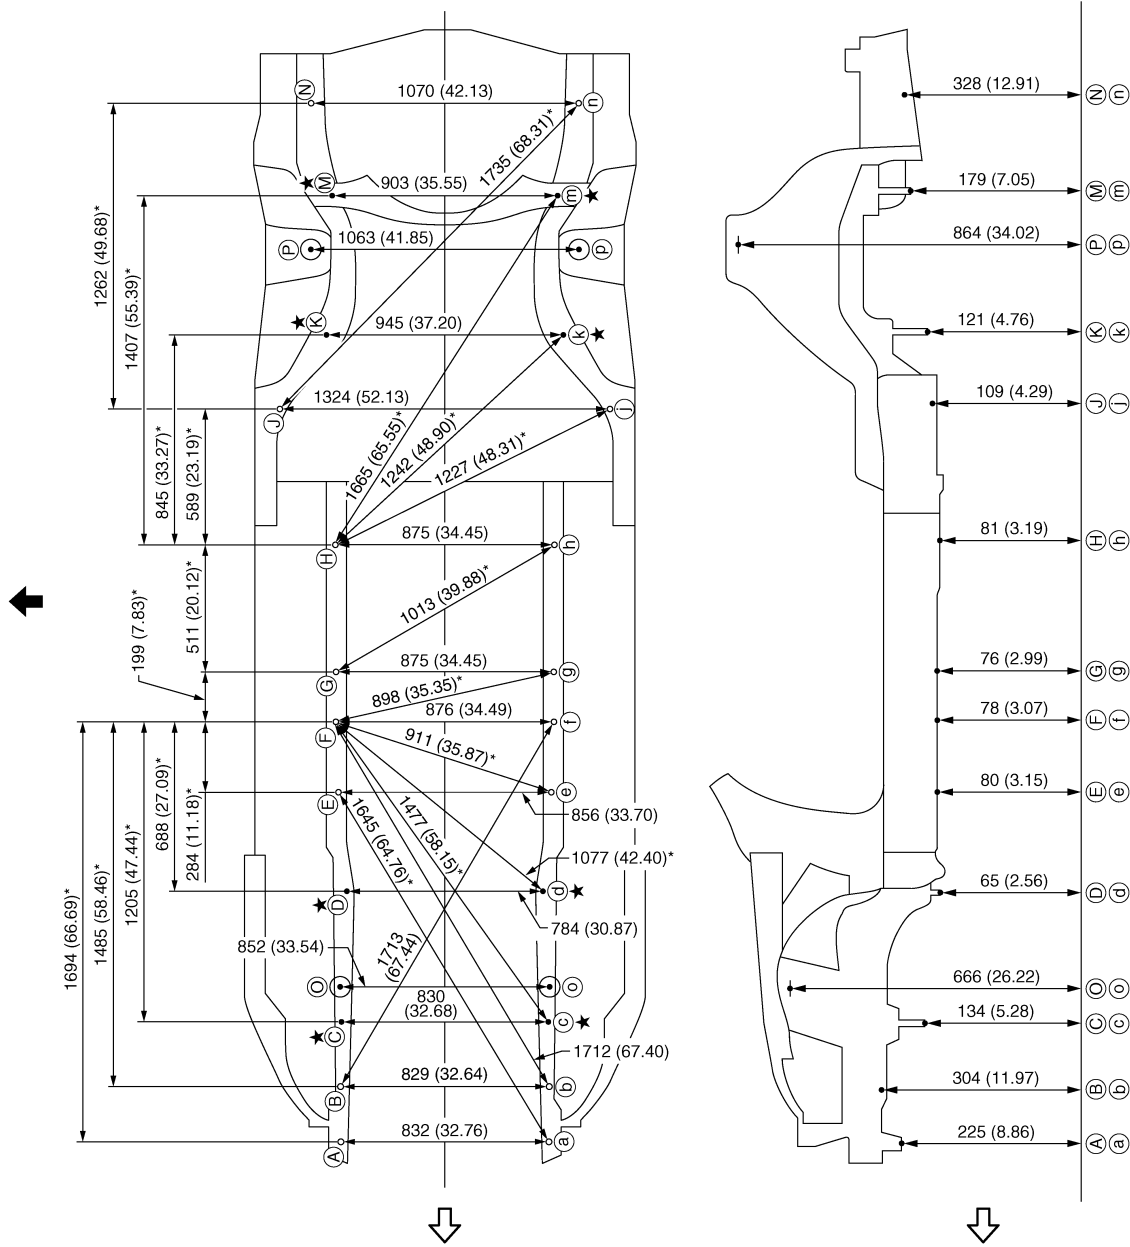 N
1070 (42.13)
n
1735 (68.31)*
M
903 (35.55)
m
P
1063 (41.85)
p
1262 (49.68)*
1407 (55.39)*
K
945 (37.20)
k
J
1324 (52.13)
j
845 (33.27)*
589 (23.19)*
1665 (65.55)*
1242 (48.90)*
1227 (48.31)*
H
875 (34.45)
h
199 (7.83)*
511 (20.12)*
1013 (39.88)*
G
875 (34.45)
g
898 (35.35)*
F
876 (34.49)
f
911 (35.87)*
E
e
856 (33.70)
1694 (66.69)*
1485 (58.46)*
1205 (47.44)*
688 (27.09)*
284 (11.18)*
1645 (64.76)*
1477 (58.15)*
1077 (42.40)*
D
d
784 (30.87)
852 (33.54)
1713
(67.44)
O
o
830
(32.68)
C
c
1712 (67.40)
B
829 (32.64)
b
A
832 (32.76)
a
328 (12.91)
N n
179 (7.05)
M m
864 (34.02)
P p
121 (4.76)
K k
109 (4.29)
J j
81 (3.19)
H h
76 (2.99)
G g
78 (3.07)
F f
80 (3.15)
E e
65 (2.56)
D d
666 (26.22)
O o
134 (5.28)
C c
304 (11.97)
B b
225 (8.86)
A a